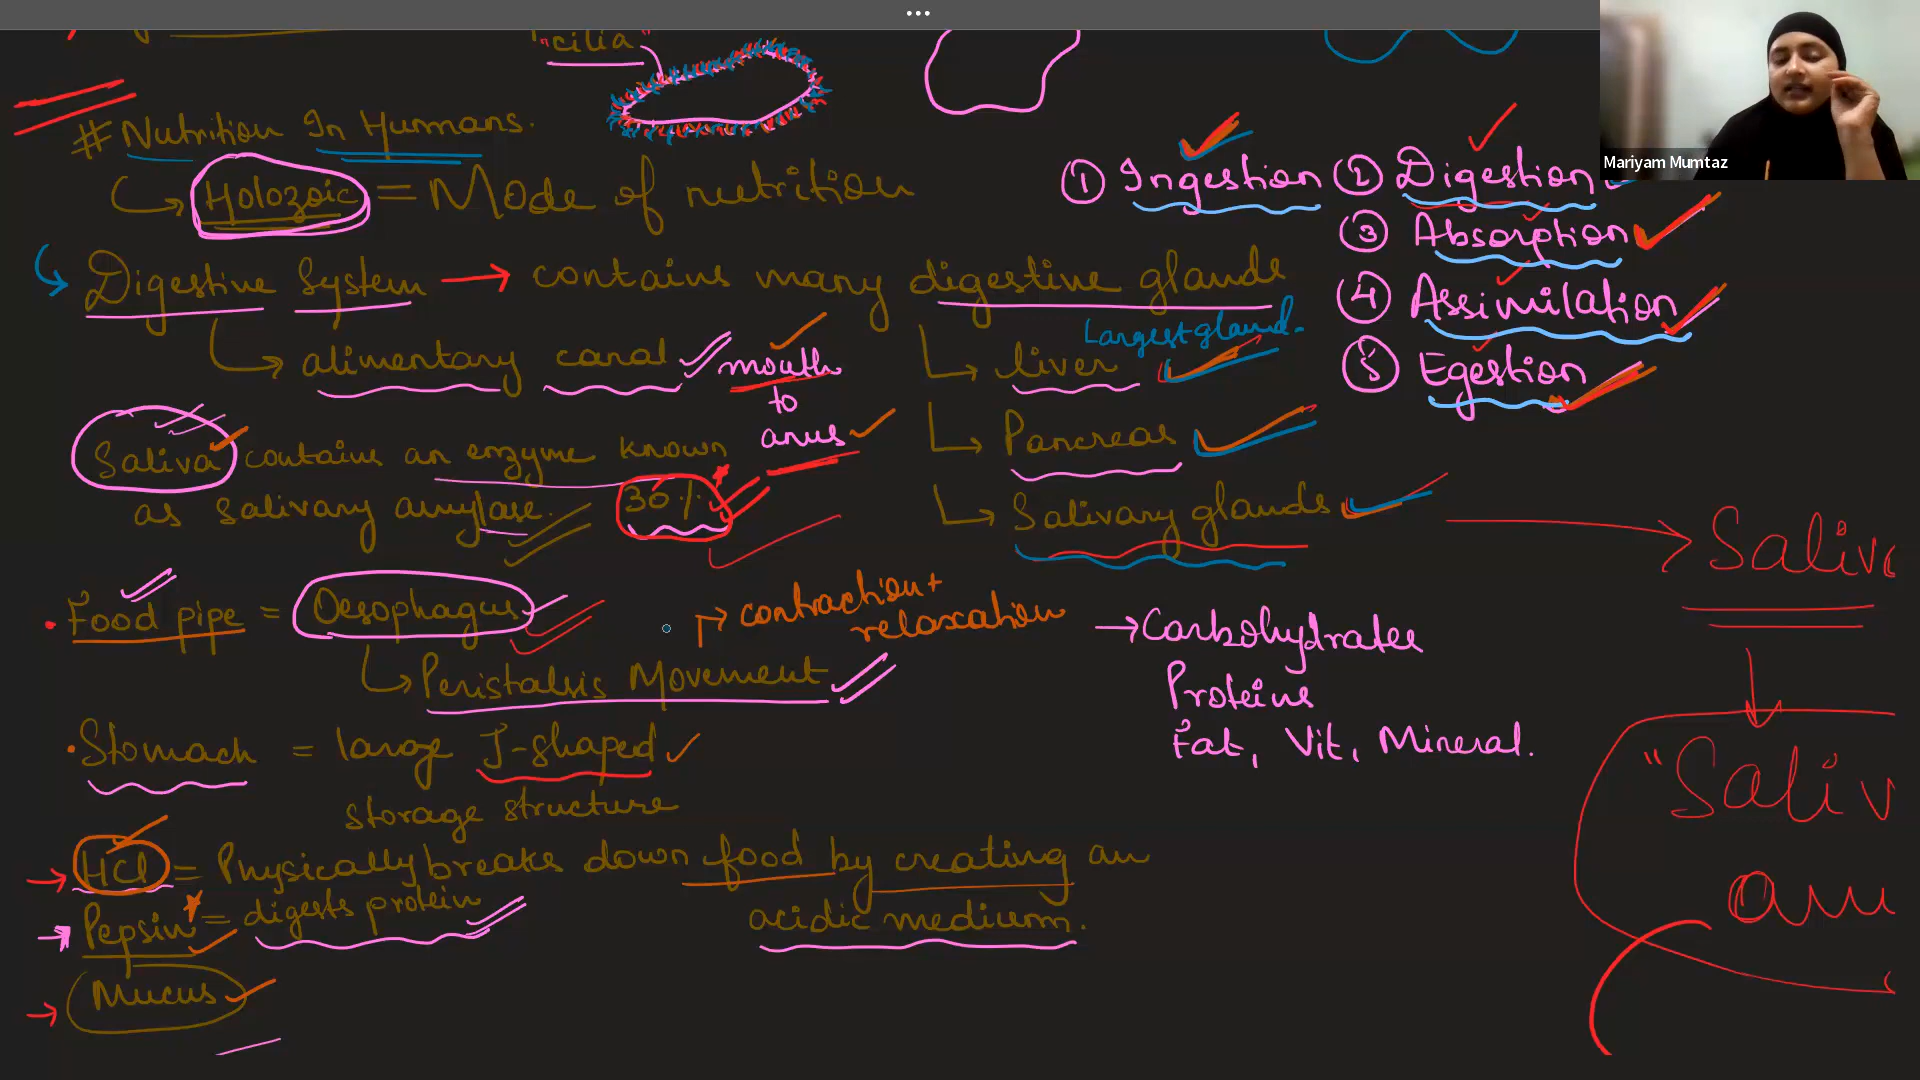 ...
"cilia"
Mariyam Mumtaz
# Nutrition In Humans.
Holozoic = Mode of nutrition
① Ingestion ② Digestion
③ Absorption
④ Assimilation
⑤ Egestion
Digestive System → contains many digestive glands
→ alimentary canal mouth to anus
→ liver Largest gland.
→ Pancreas
→ Salivary glands → Saliva
Saliva contains an enzyme known
as salivary amylase. 30%
• Food pipe = Oesophagus
→ Peristalsis Movement
→ contraction +
relaxation
→ Carbohydrates
Proteins
Fat, Vit, Mineral.
• Stomach = large J-shaped
storage structure
→ HCl = Physically breaks down food by creating an
acidic medium.
→ Pepsin = digests protein
→ Mucus
"Saliv
am